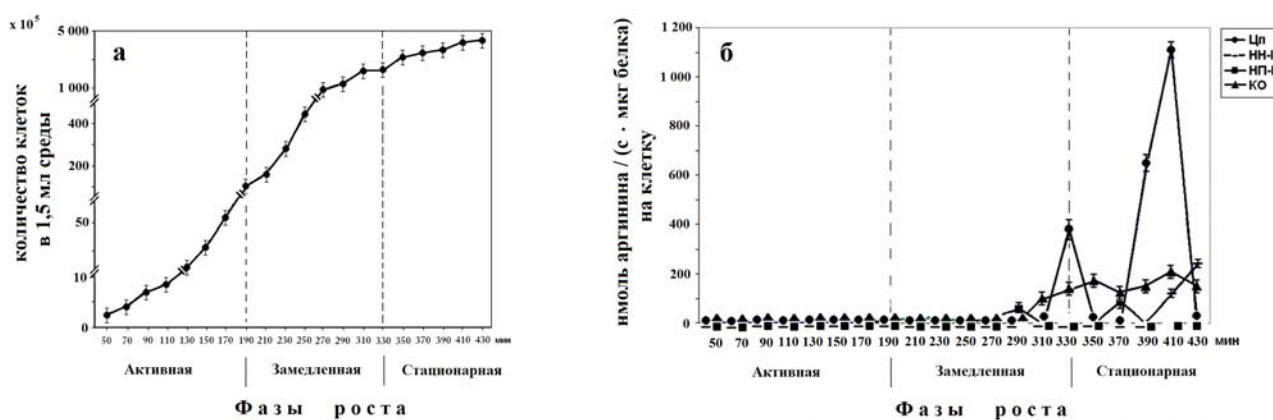 x 10⁵
5 000
а
1 000
400
200
50
10
0
количество клеток
в 1,5 мл среды
50 70 90 110 130 150 170 190 210 230 250 270 290 310 330 350 370 390 410 430 мин
Активная Замедленная Стационарная
Фазы роста
б
1 200
1 000
800
600
400
200
0
нмоль аргинина / (с · мкг белка)
на клетку
Цп
КО
50 70 90 110 130 150 170 190 210 230 250 270 290 310 330 350 370 390 410 430 мин
Активная Замедленная Стационарная
Фазы роста